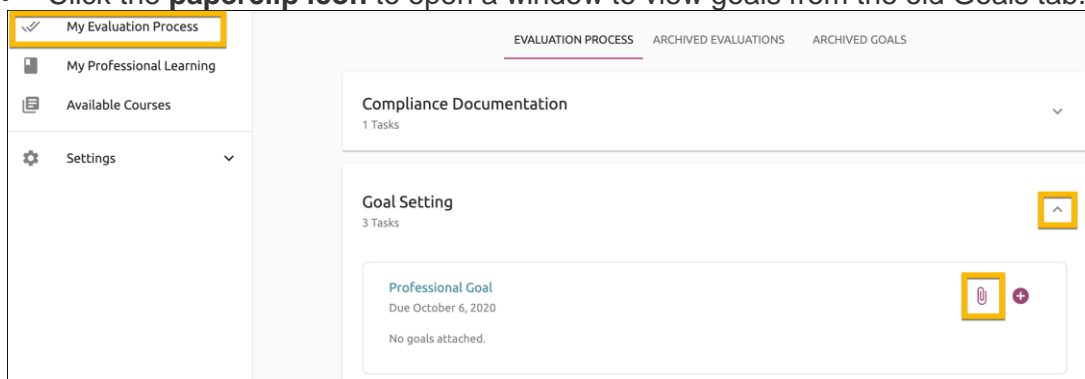 Click the paperclip icon to open a window to view goals from the old Goals tab.
My Evaluation Process
My Professional Learning
Available Courses
Settings
EVALUATION PROCESS ARCHIVED EVALUATIONS ARCHIVED GOALS
Compliance Documentation
1 Tasks
Goal Setting
3 Tasks
Professional Goal
Due October 6, 2020
No goals attached.